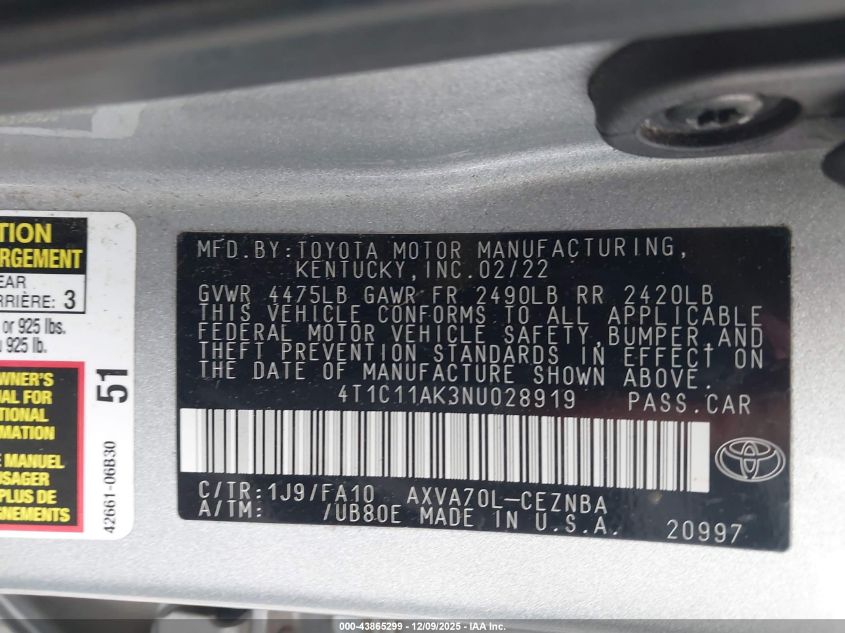 TION
ARGEMENT
EAR
RRIÈRE: 3
or 925 lbs.
925 lb.
OWNER'S
UAL FOR
TIONAL
RMATION
E MANUEL
USAGER
PLUS DE
GNEMENTS
51
42661-06B30
MFD.BY:TOYOTA MOTOR MANUFACTURING,
KENTUCKY,INC.02/22
GVWR 4475LB GAWR FR 2490LB RR 2420LB
THIS VEHICLE CONFORMS TO ALL APPLICABLE
FEDERAL MOTOR VEHICLE SAFETY,BUMPER,AND
THEFT PREVENTION STANDARDS IN EFFECT ON
THE DATE OF MANUFACTURE SHOWN ABOVE.
4T1C11AK3NU028919 PASS.CAR
C/TR:1J9/FA10 AXVA70L-CEZNBA
A/TM: /UB80E MADE IN U.S.A. 20997
000-43865299 - 12/09/2025 - IAA Inc.